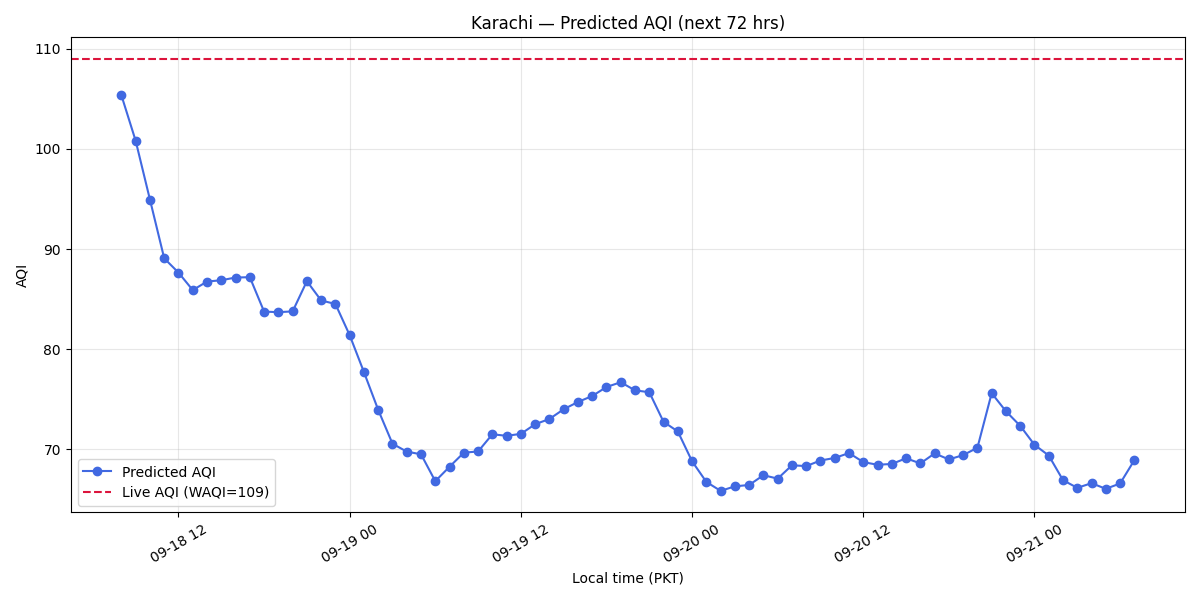 Karachi — Predicted AQI (next 72 hrs)
110
100
90
80
70
AQI
Predicted AQI
Live AQI (WAQI=109)
09-18 12
09-19 00
09-19 12
09-20 00
09-20 12
09-21 00
Local time (PKT)